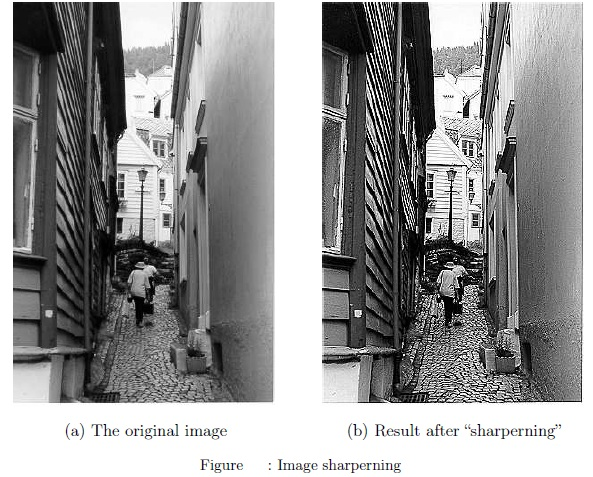 (a) The original image
(b) Result after “sharperning”
Figure : Image sharperning